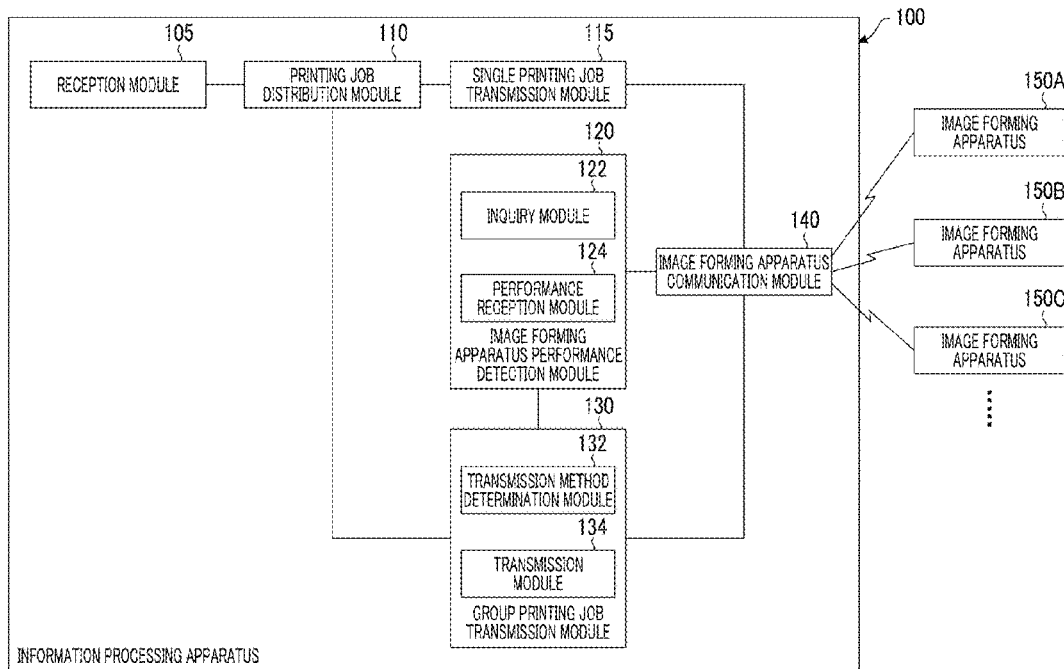 100
105
110
115
RECEPTION MODULE
PRINTING JOB
DISTRIBUTION MODULE
SINGLE PRINTING JOB
TRANSMISSION MODULE
120
122
INQUIRY MODULE
124
PERFORMANCE
RECEPTION MODULE
IMAGE FORMING
APPARATUS PERFORMANCE
DETECTION MODULE
130
132
TRANSMISSION METHOD
DETERMINATION MODULE
134
TRANSMISSION
MODULE
GROUP PRINTING JOB
TRANSMISSION MODULE
140
IMAGE FORMING APPARATUS
COMMUNICATION MODULE
150A
IMAGE FORMING
APPARATUS
150B
IMAGE FORMING
APPARATUS
150C
IMAGE FORMING
APPARATUS
INFORMATION PROCESSING APPARATUS